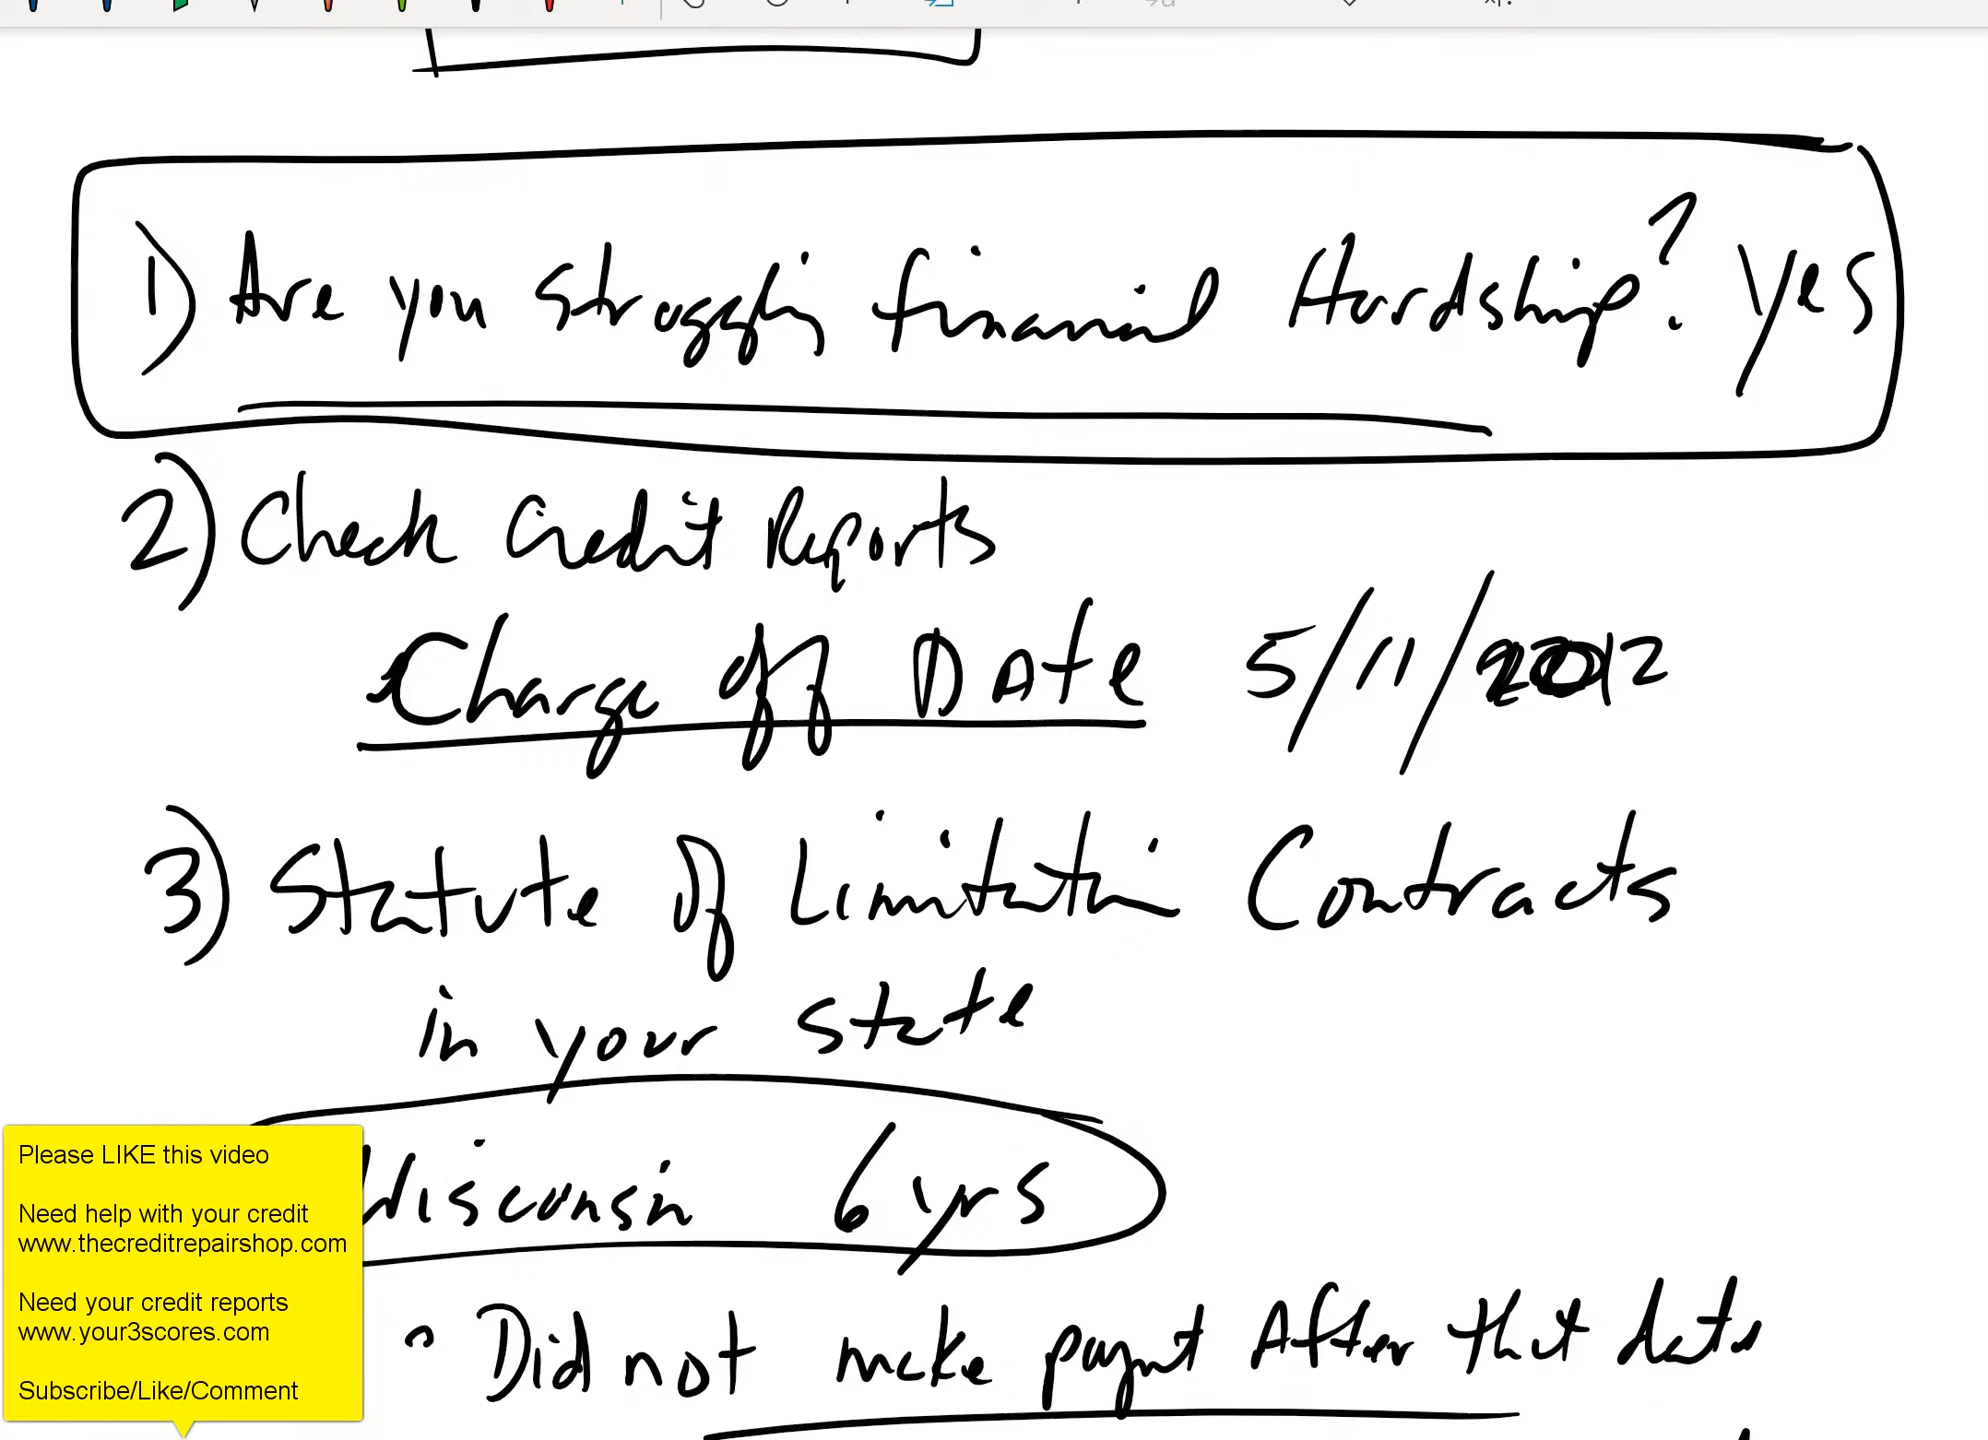 1) Are you struggling financial Hardship? Yes
2) Check Credit Reports
Charge off Date 5/11/2012
3) Statute of Limitation Contracts
in your state
Wisconsin 6 yrs
Did not make paymt After that date
Please LIKE this video
Need help with your credit
www.thecreditrepairshop.com
Need your credit reports
www.your3scores.com
Subscribe/Like/Comment